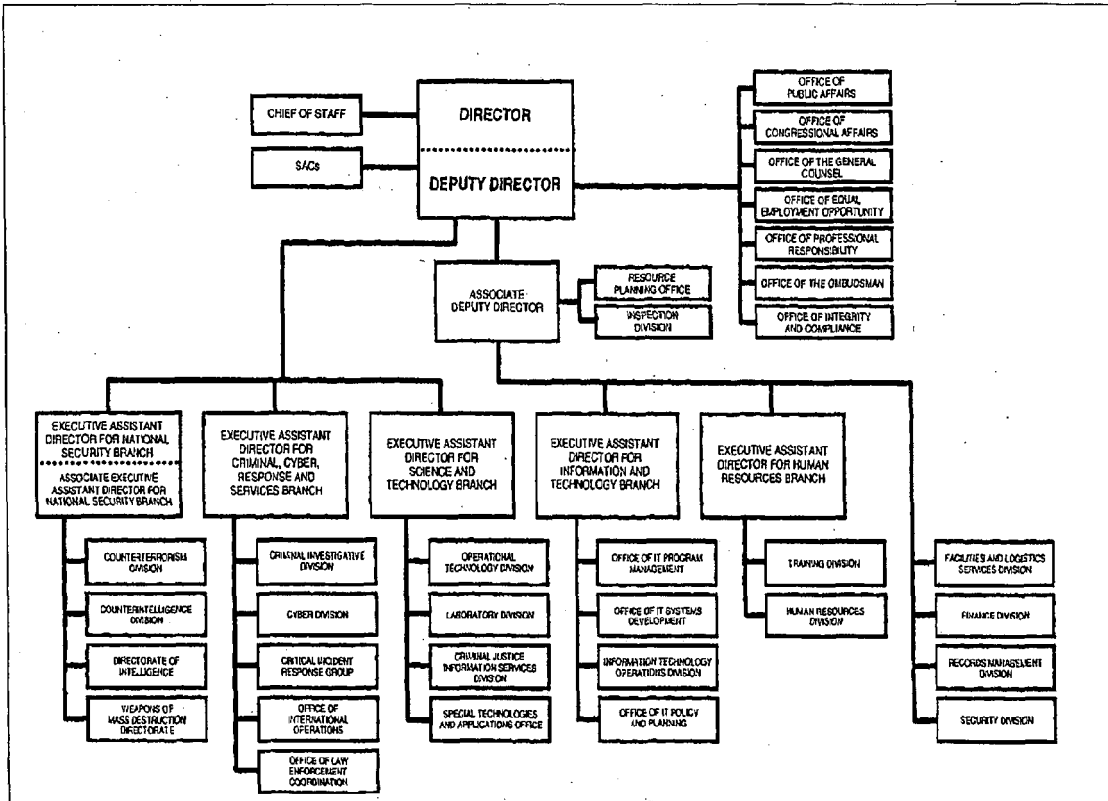 CHIEF OF STAFF
SACs
DIRECTOR
DEPUTY DIRECTOR
OFFICE OF
PUBLIC AFFAIRS
OFFICE OF
CONGRESSIONAL AFFAIRS
OFFICE OF THE GENERAL
COUNSEL
OFFICE OF EQUAL
EMPLOYMENT OPPORTUNITY
OFFICE OF PROFESSIONAL
RESPONSIBILITY
OFFICE OF THE OMBUDSMAN
OFFICE OF INTEGRITY
AND COMPLIANCE
ASSOCIATE
DEPUTY DIRECTOR
RESOURCE
PLANNING OFFICE
INSPECTION
DIVISION
EXECUTIVE ASSISTANT
DIRECTOR FOR NATIONAL
SECURITY BRANCH
ASSOCIATE EXECUTIVE
ASSISTANT DIRECTOR FOR
NATIONAL SECURITY BRANCH
COUNTERTERRORISM
DIVISION
COUNTERINTELLIGENCE
DIVISION
DIRECTORATE OF
INTELLIGENCE
WEAPONS OF
MASS DESTRUCTION
DIRECTORATE
EXECUTIVE ASSISTANT
DIRECTOR FOR
CRIMINAL, CYBER,
RESPONSE AND
SERVICES BRANCH
CRIMINAL INVESTIGATIVE
DIVISION
CYBER DIVISION
CRITICAL INCIDENT
RESPONSE GROUP
OFFICE OF
INTERNATIONAL
OPERATIONS
OFFICE OF LAW
ENFORCEMENT
COORDINATION
EXECUTIVE ASSISTANT
DIRECTOR FOR
SCIENCE AND
TECHNOLOGY BRANCH
OPERATIONAL
TECHNOLOGY DIVISION
LABORATORY DIVISION
CRIMINAL JUSTICE
INFORMATION SERVICES
DIVISION
SPECIAL TECHNOLOGIES
AND APPLICATIONS OFFICE
EXECUTIVE ASSISTANT
DIRECTOR FOR
INFORMATION AND
TECHNOLOGY BRANCH
OFFICE OF IT PROGRAM
MANAGEMENT
OFFICE OF IT SYSTEMS
DEVELOPMENT
INFORMATION TECHNOLOGY
OPERATIONS DIVISION
OFFICE OF IT POLICY
AND PLANNING
EXECUTIVE ASSISTANT
DIRECTOR FOR HUMAN
RESOURCES BRANCH
TRAINING DIVISION
HUMAN RESOURCES
DIVISION
FACILITIES AND LOGISTICS
SERVICES DIVISION
FINANCE DIVISION
RECORDS MANAGEMENT
DIVISION
SECURITY DIVISION